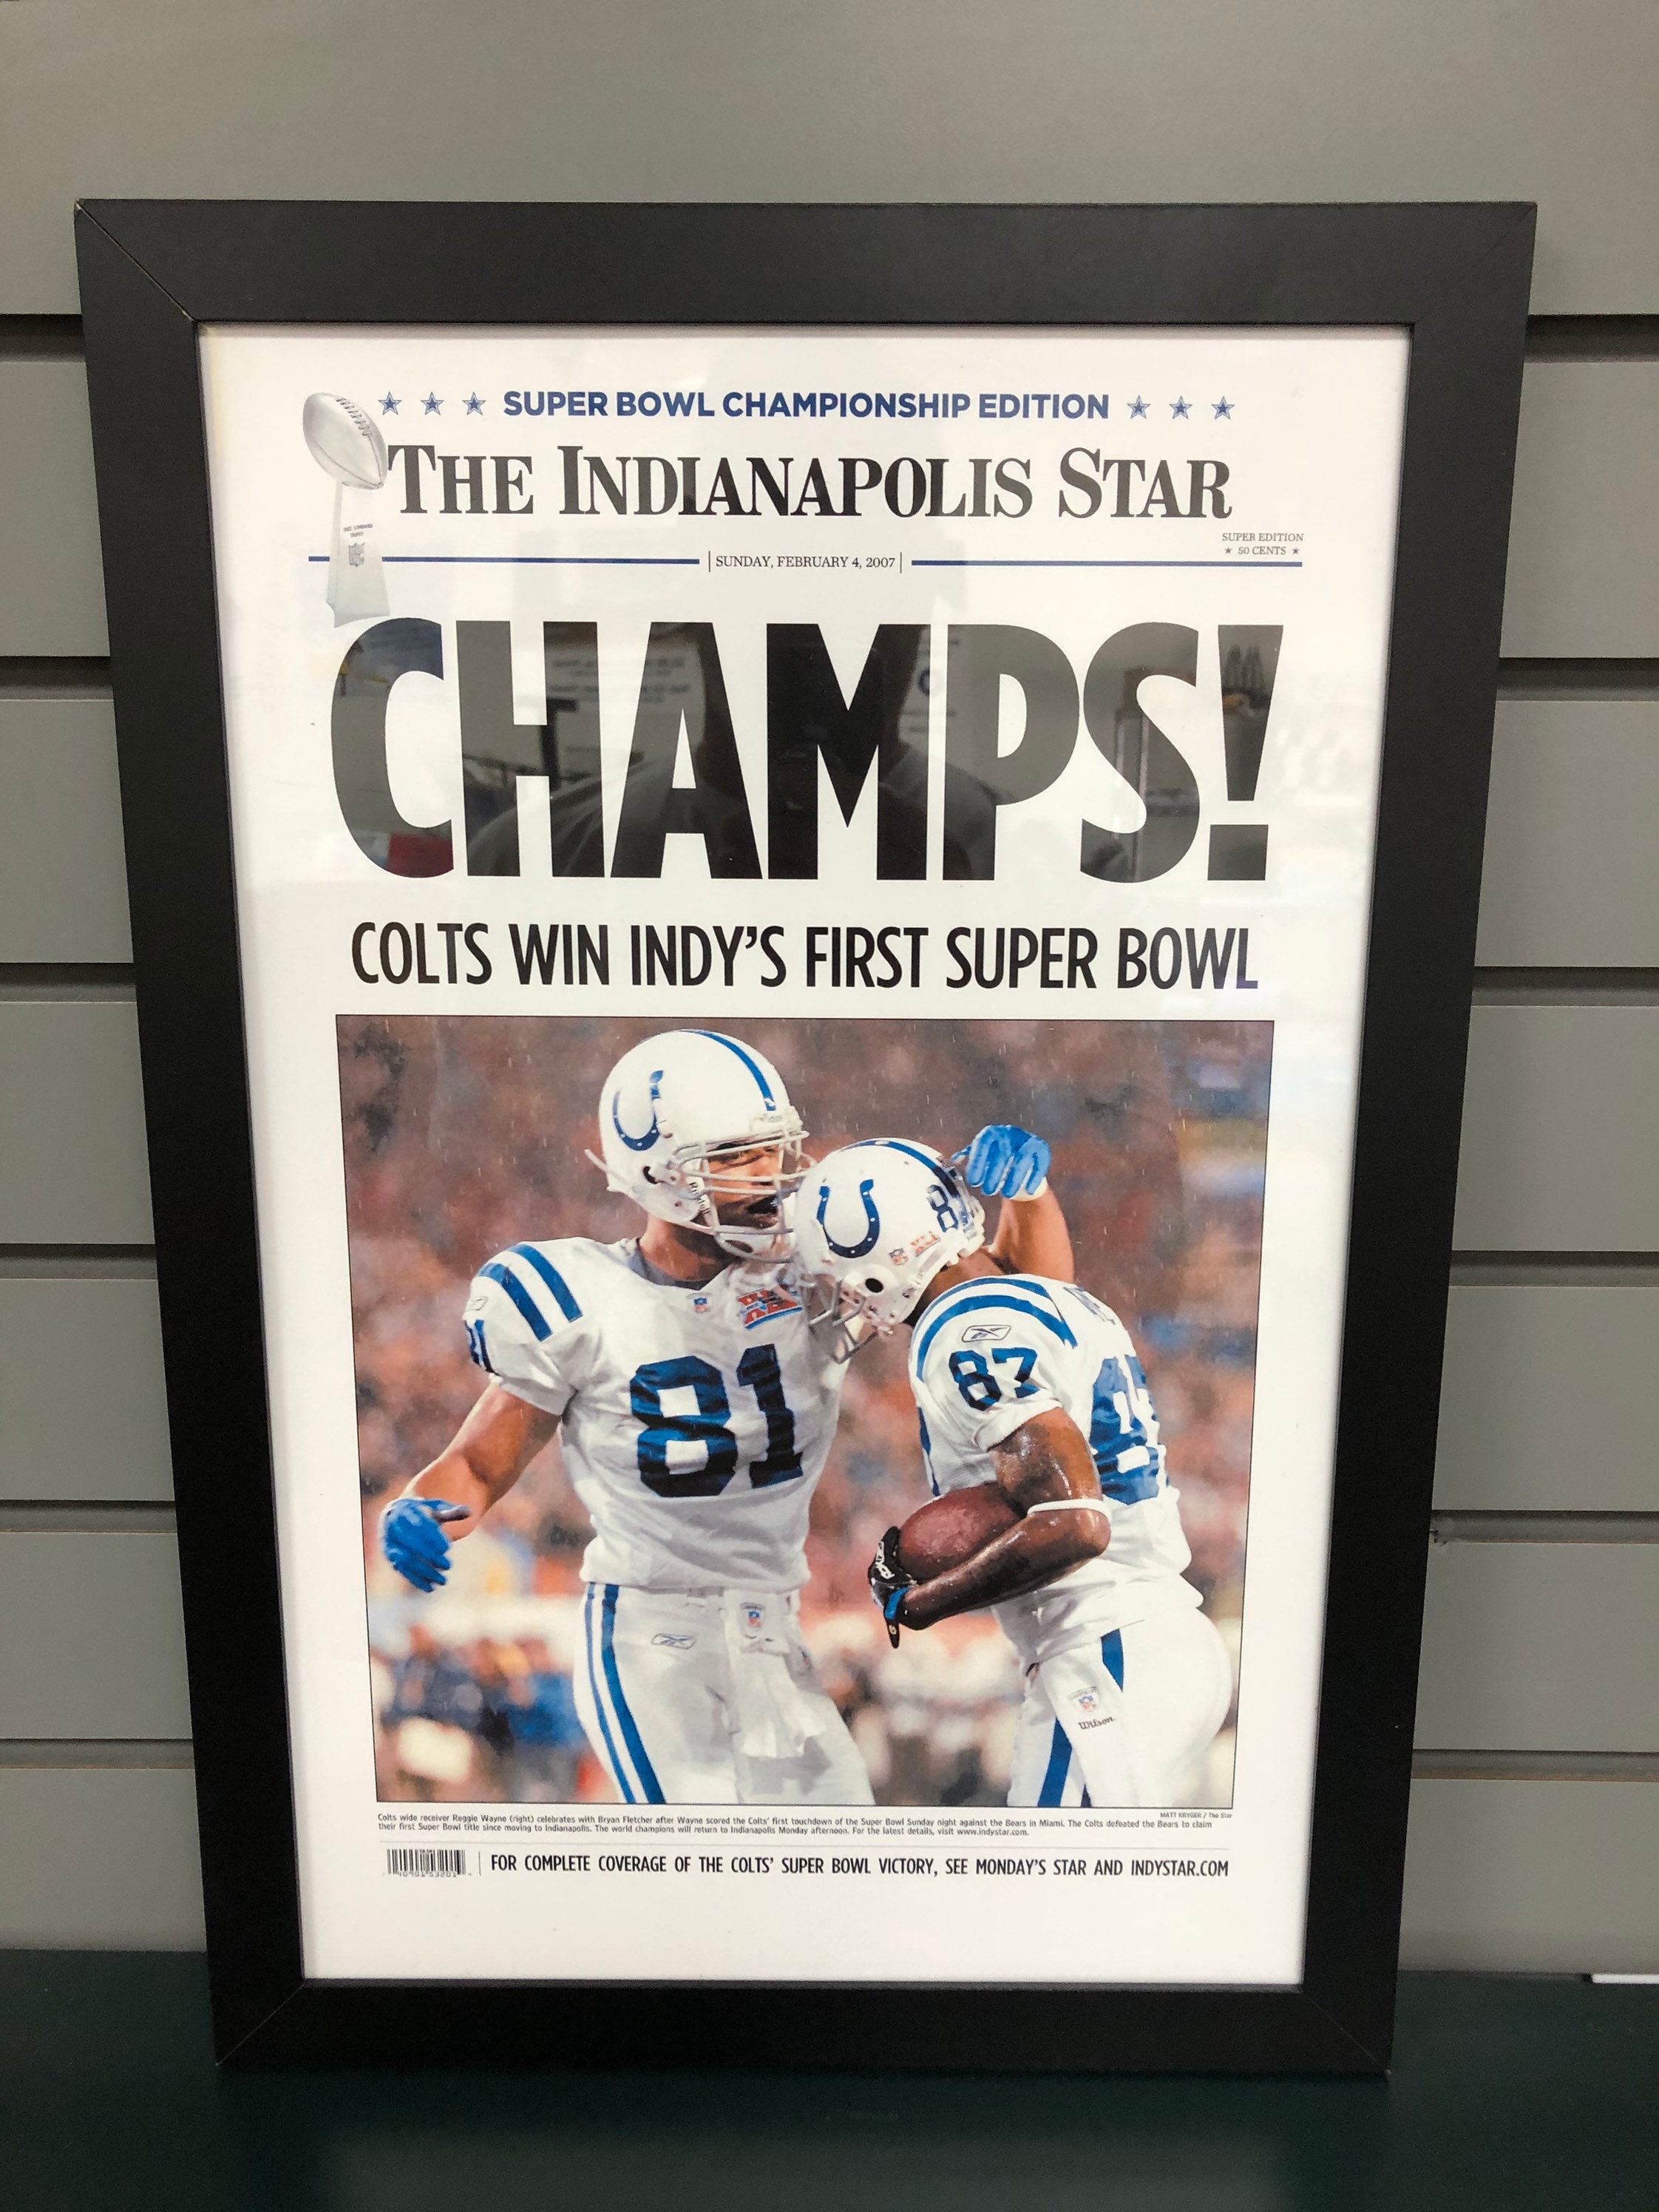 ★ ★ ★ SUPER BOWL CHAMPIONSHIP EDITION ★ ★ ★
THE INDIANAPOLIS STAR
SUPER EDITION
★ 50 CENTS ★
SUNDAY, FEBRUARY 4, 2007
CHAMPS!
COLTS WIN INDY'S FIRST SUPER BOWL
81
87
87
Wilson
MATT KRYGER / The Star
Colts wide receiver Reggie Wayne (right) celebrates with Bryan Fletcher after Wayne scored the Colts' first touchdown of the Super Bowl Sunday night against the Bears in Miami. The Colts defeated the Bears to claim
their first Super Bowl title since moving to Indianapolis. The world champions will return to Indianapolis Monday afternoon. For the latest details, visit www.indystar.com.
FOR COMPLETE COVERAGE OF THE COLTS' SUPER BOWL VICTORY, SEE MONDAY'S STAR AND INDYSTAR.COM